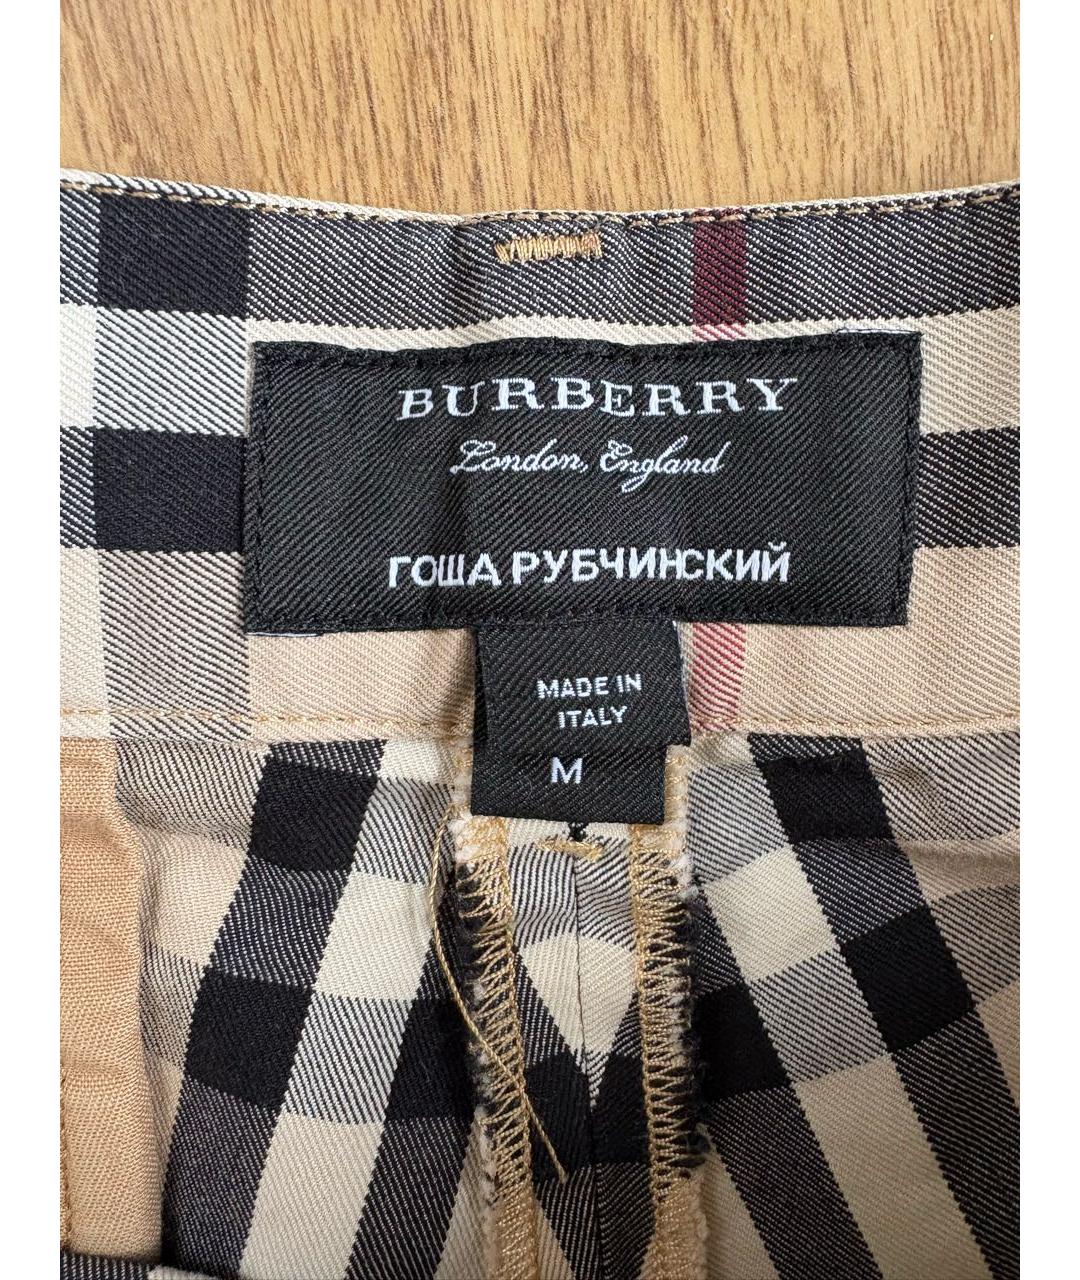 BURBERRY
London, England
ГОША РУБЧИНСКИЙ
MADE IN
ITALY
M